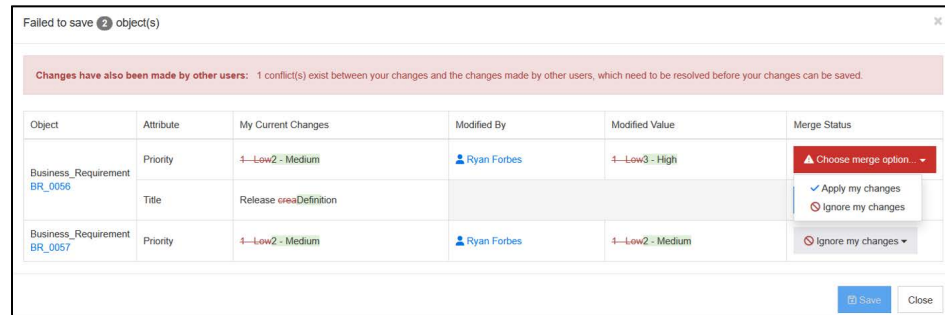 Failed to save 2 object(s)
×
Changes have also been made by other users: 1 conflict(s) exist between your changes and the changes made by other users, which need to be resolved before your changes can be saved.
Object Attribute My Current Changes Modified By Modified Value Merge Status
Business_Requirement
BR_0056
Priority 1 - Low2 - Medium Ryan Forbes 1 - Low3 - High Choose merge option...
Apply my changes
Ignore my changes
Title Release creaDefinition
Business_Requirement
BR_0057
Priority 1 - Low2 - Medium Ryan Forbes 1 - Low2 - Medium Ignore my changes
Save Close